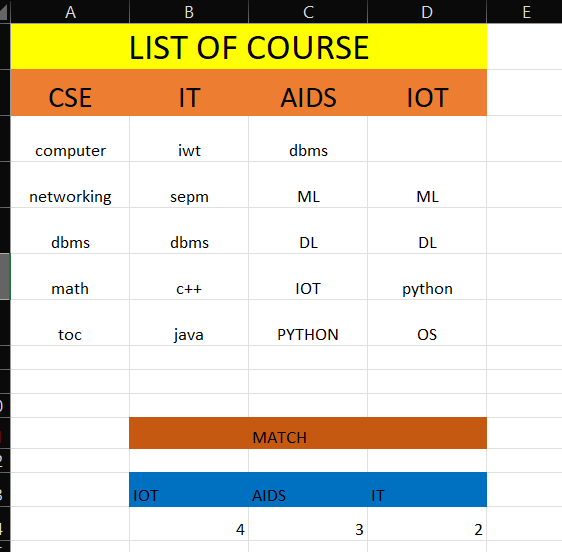 A B C D E
LIST OF COURSE
CSE IT AIDS IOT
computer iwt dbms
networking sepm ML ML
dbms dbms DL DL
math c++ IOT python
toc java PYTHON OS
MATCH
IOT AIDS IT
4 3 2